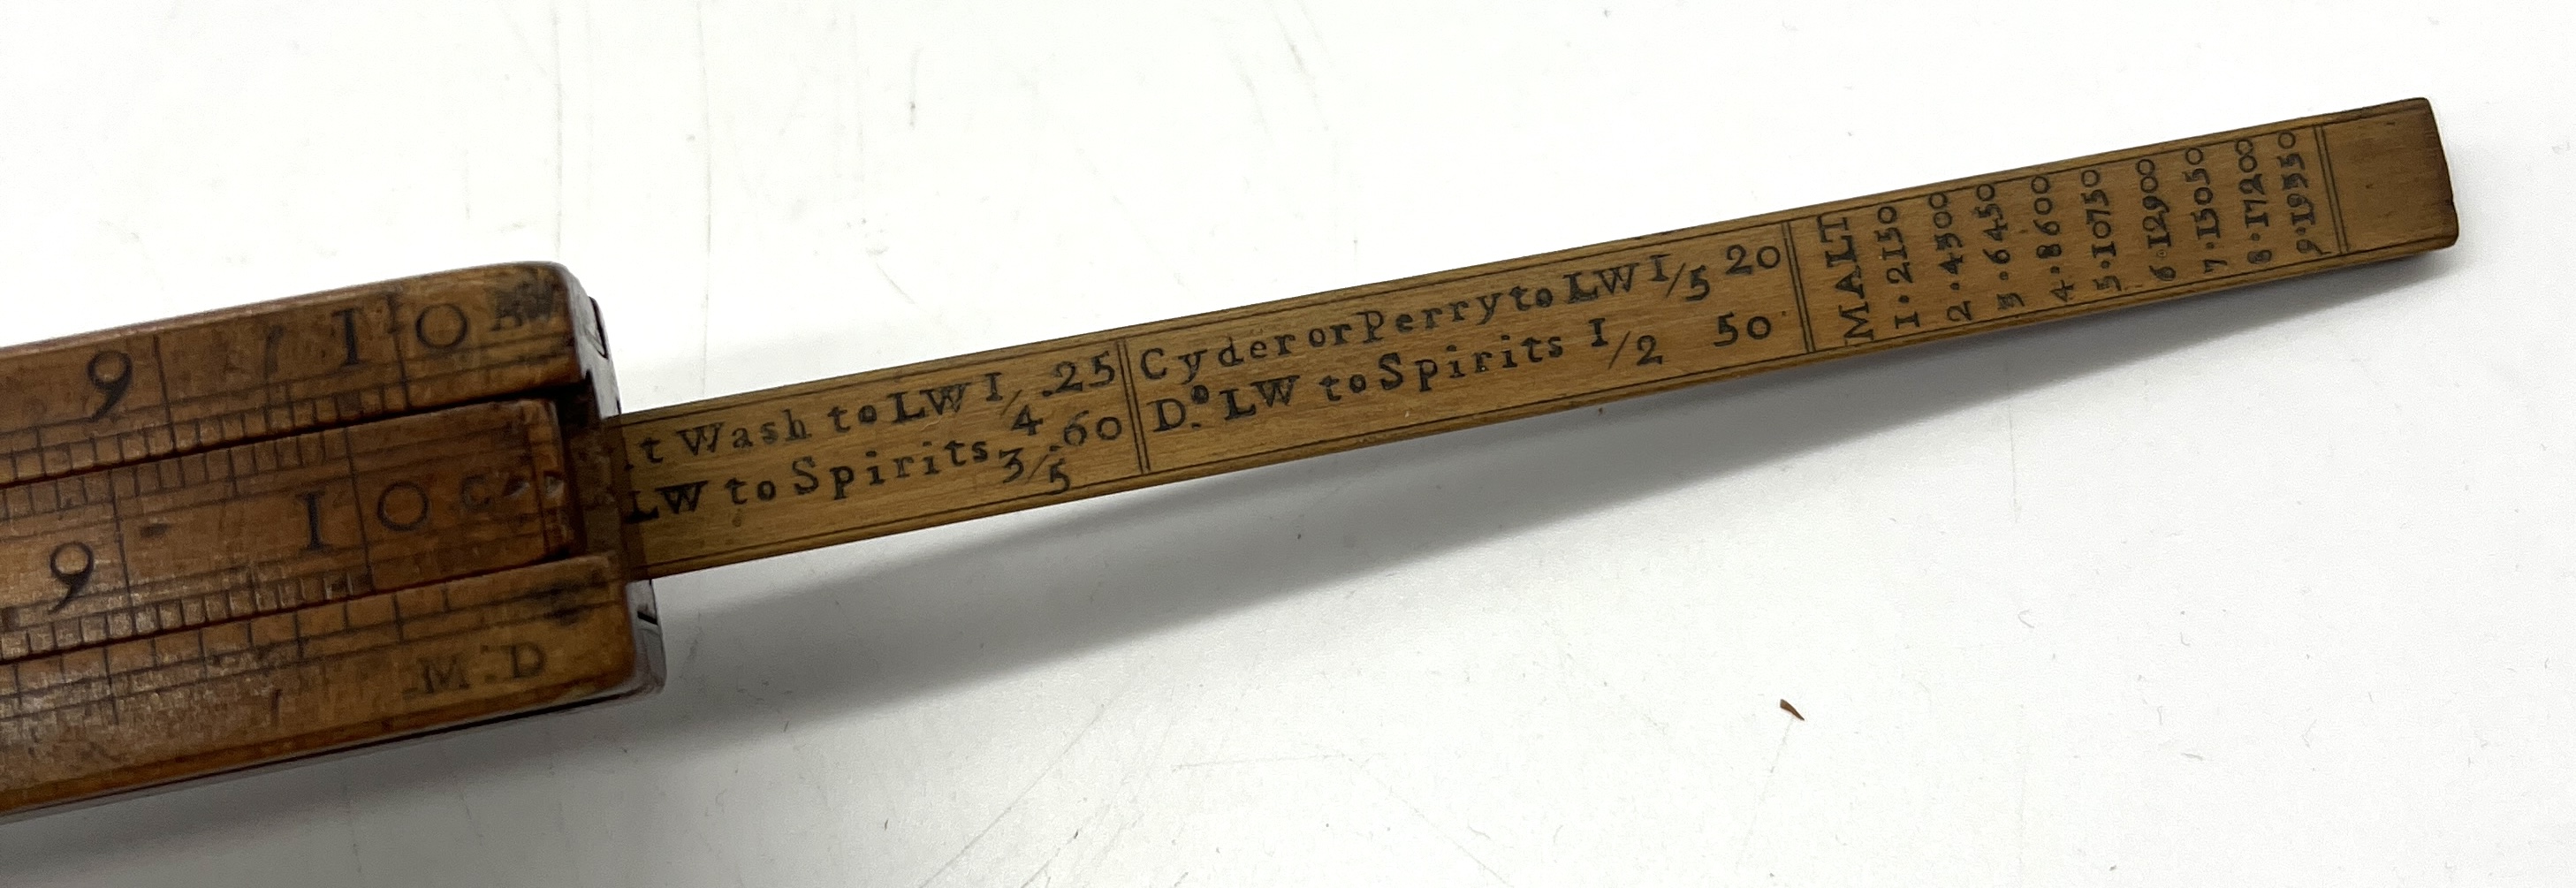 9 10
9 10
M.D
t Wash to LW 1/4 .25
LW to Spirits 3/5 .60
Cyder or Perry to LW 1/5 20
Do. LW to Spirits 1/2 50
MALT
1·2150
2·4300
3·6450
4·8600
5·10750
6·12900
7·15050
8·17200
9·19350